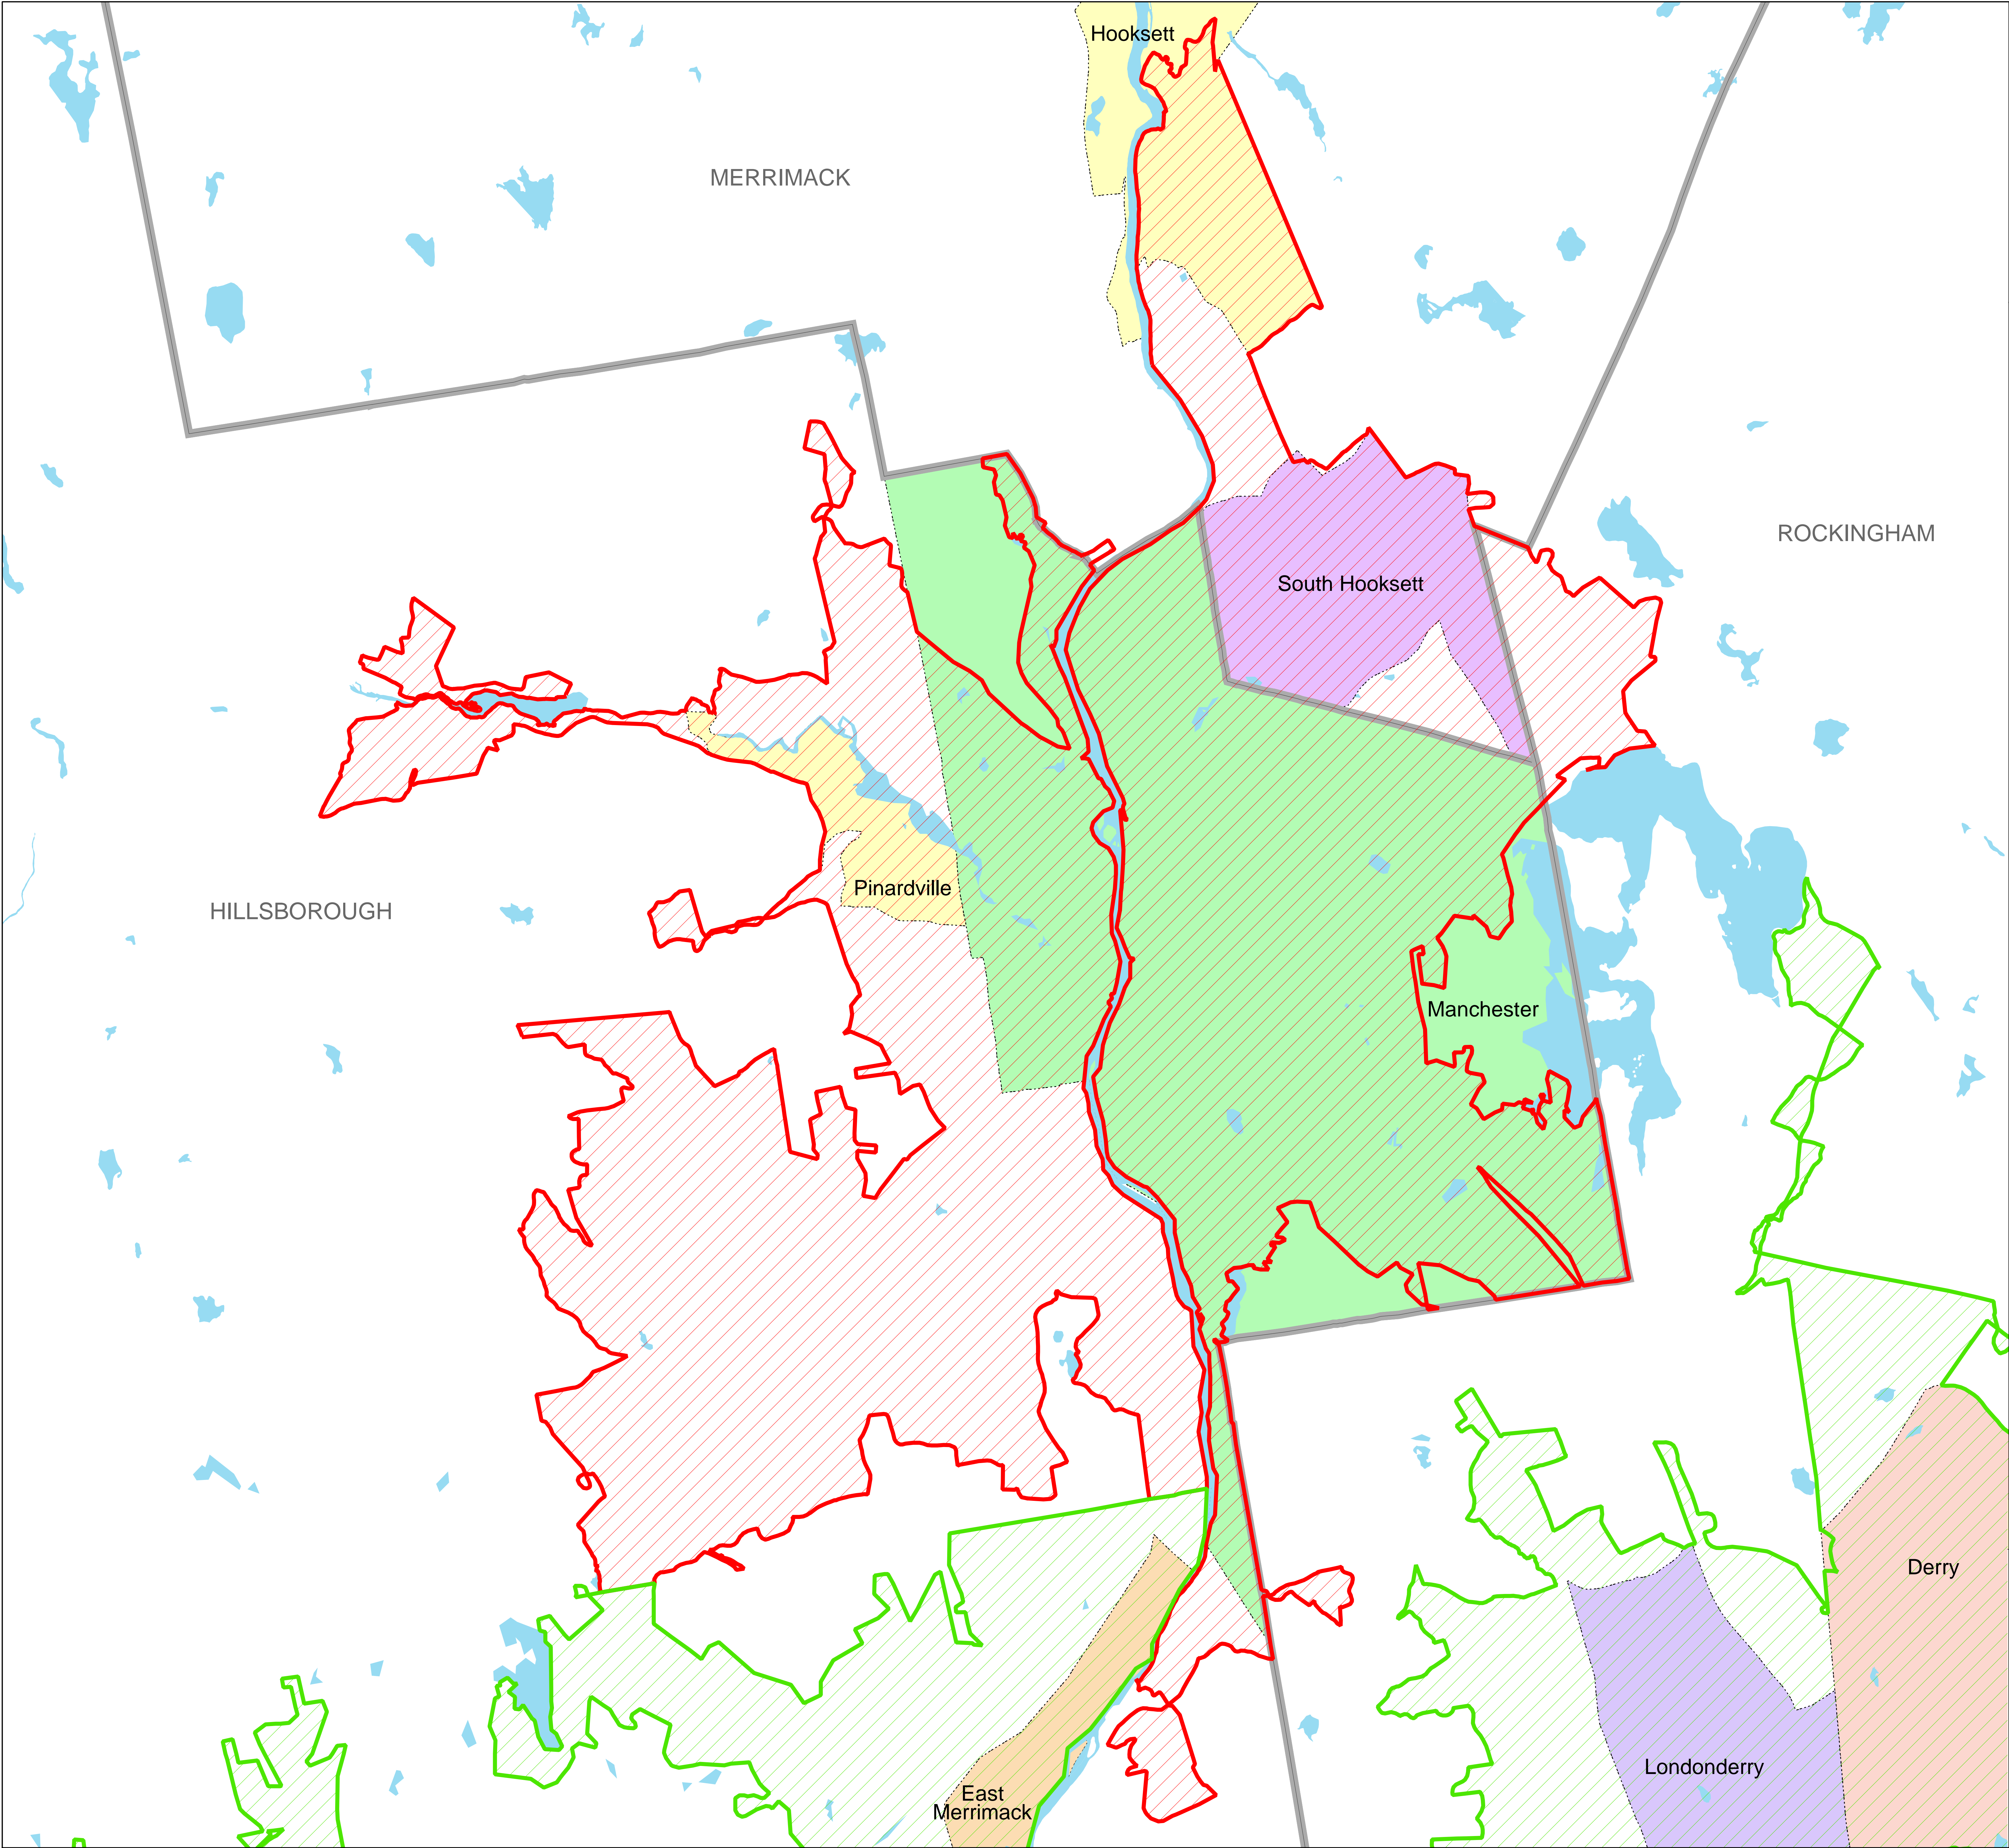 Hooksett
MERRIMACK
ROCKINGHAM
South Hooksett
Pinardville
HILLSBOROUGH
Manchester
Derry
Londonderry
East
Merrimack